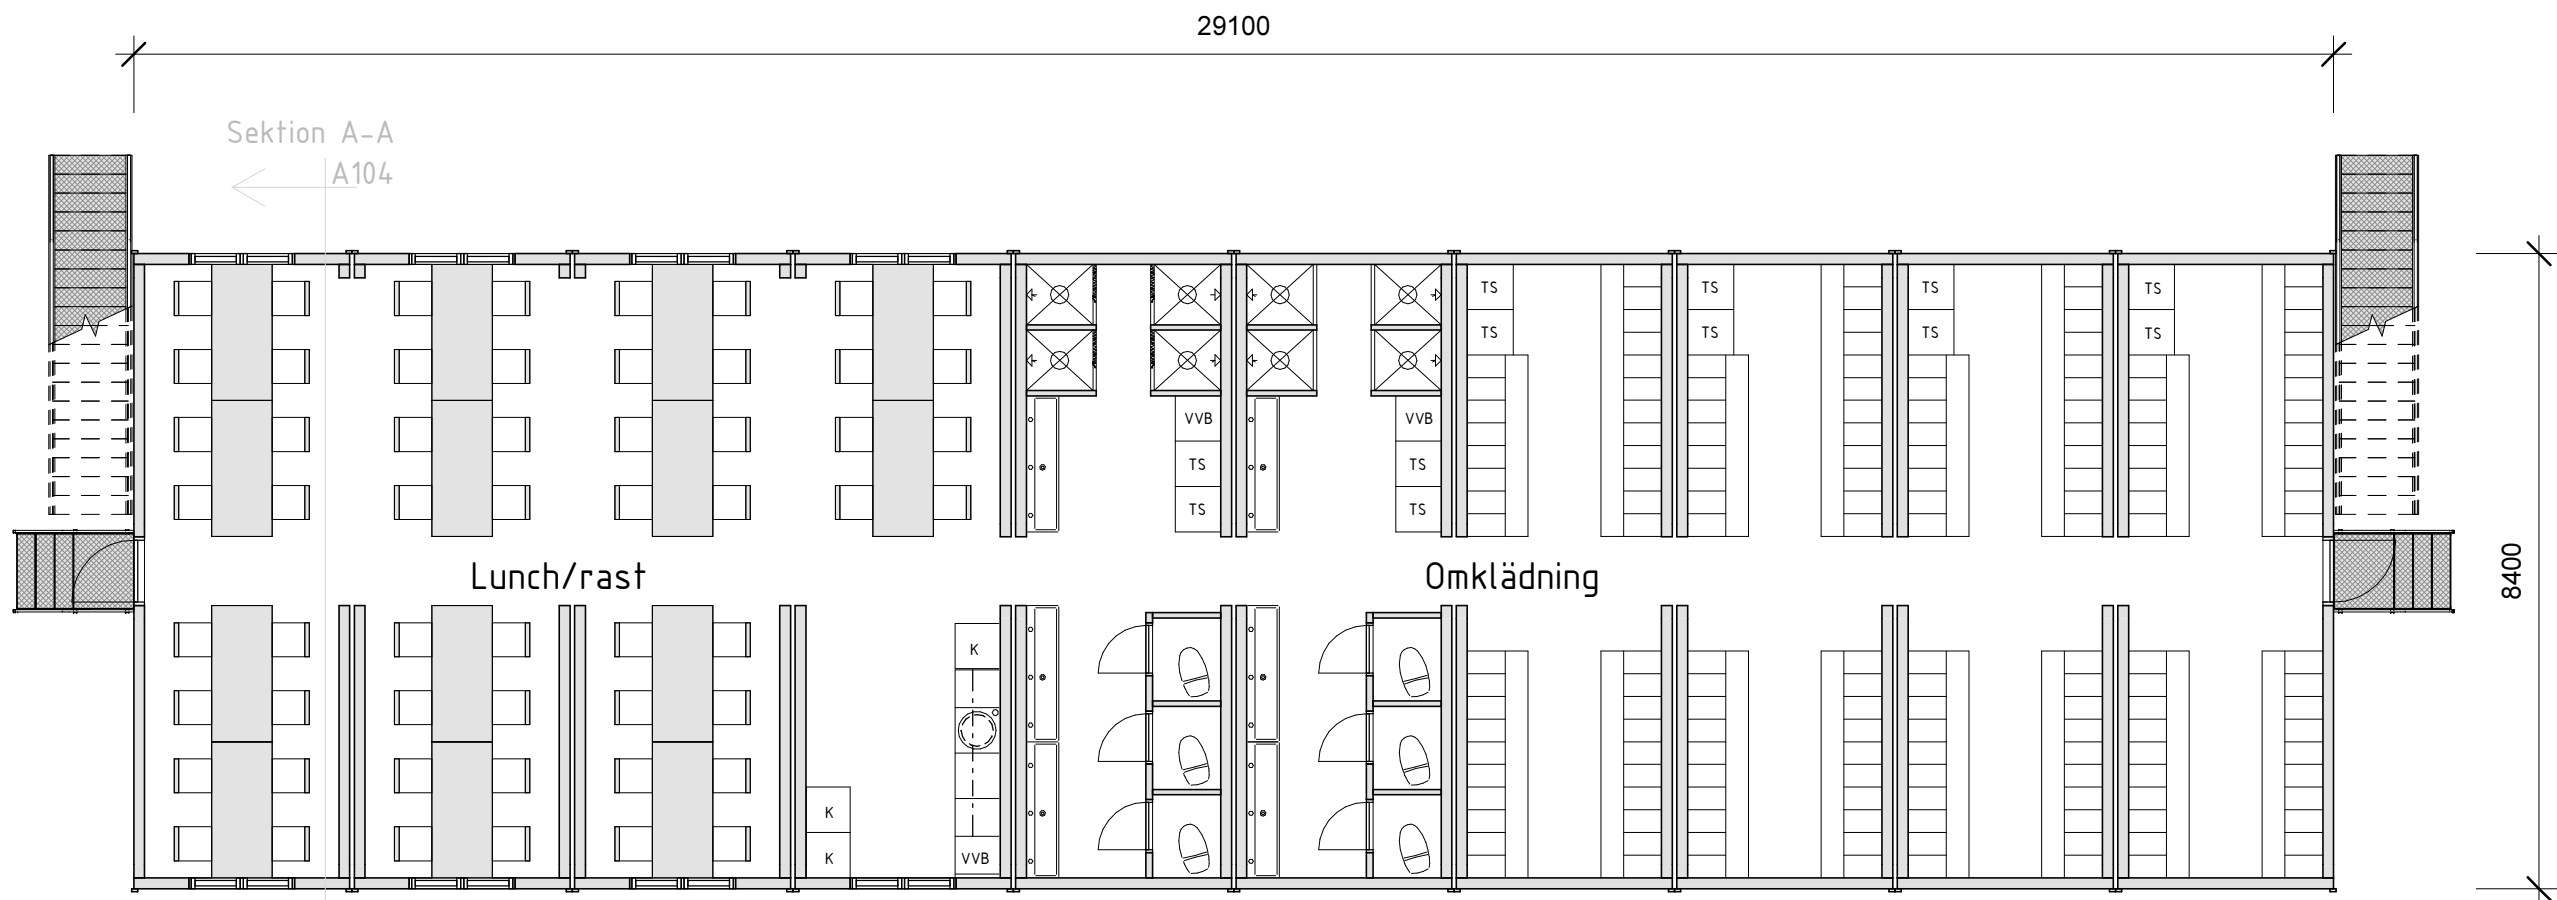 29100
Sektion A-A
A104
TS TS TS TS
TS TS TS TS
VVB VVB
TS TS
TS TS
8400
Lunch/rast Omklädning
K
K
K VVB